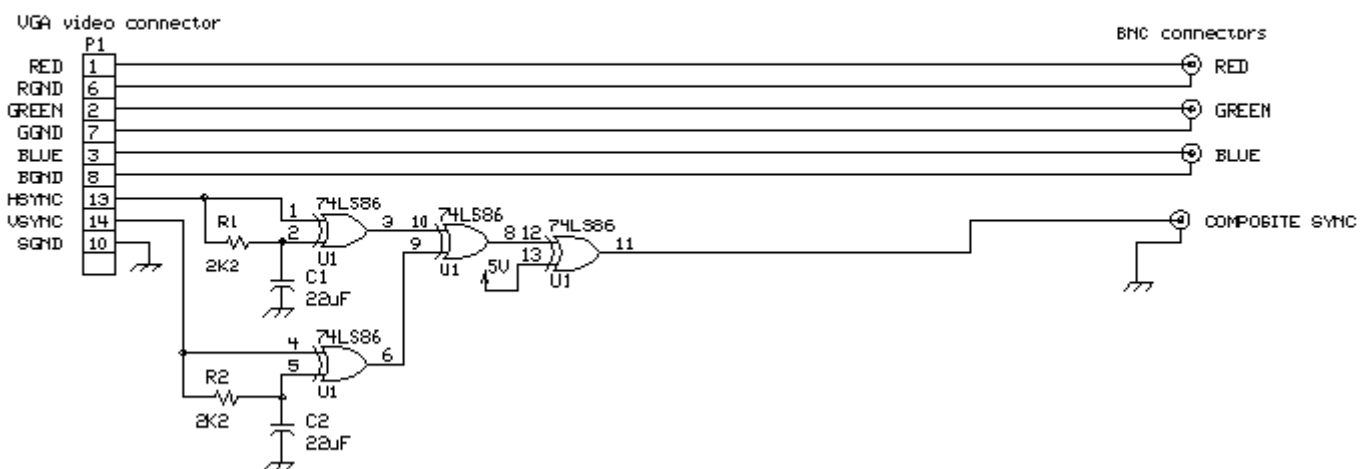 VGA video connector
P1
BNC connectors
RED 1 RED
RGND 6
GREEN 2 GREEN
GGND 7
BLUE 3 BLUE
BGND 8
HSYNC 13
VSYNC 14
SGND 10
R1
2K2
1
2
74LS86
3
U1
C1
22uF
10
9
74LS86
8
U1
12
13
74LS86
11
U1
5V
COMPOSITE SYNC
4
5
74LS86
6
U1
R2
2K2
C2
22uF